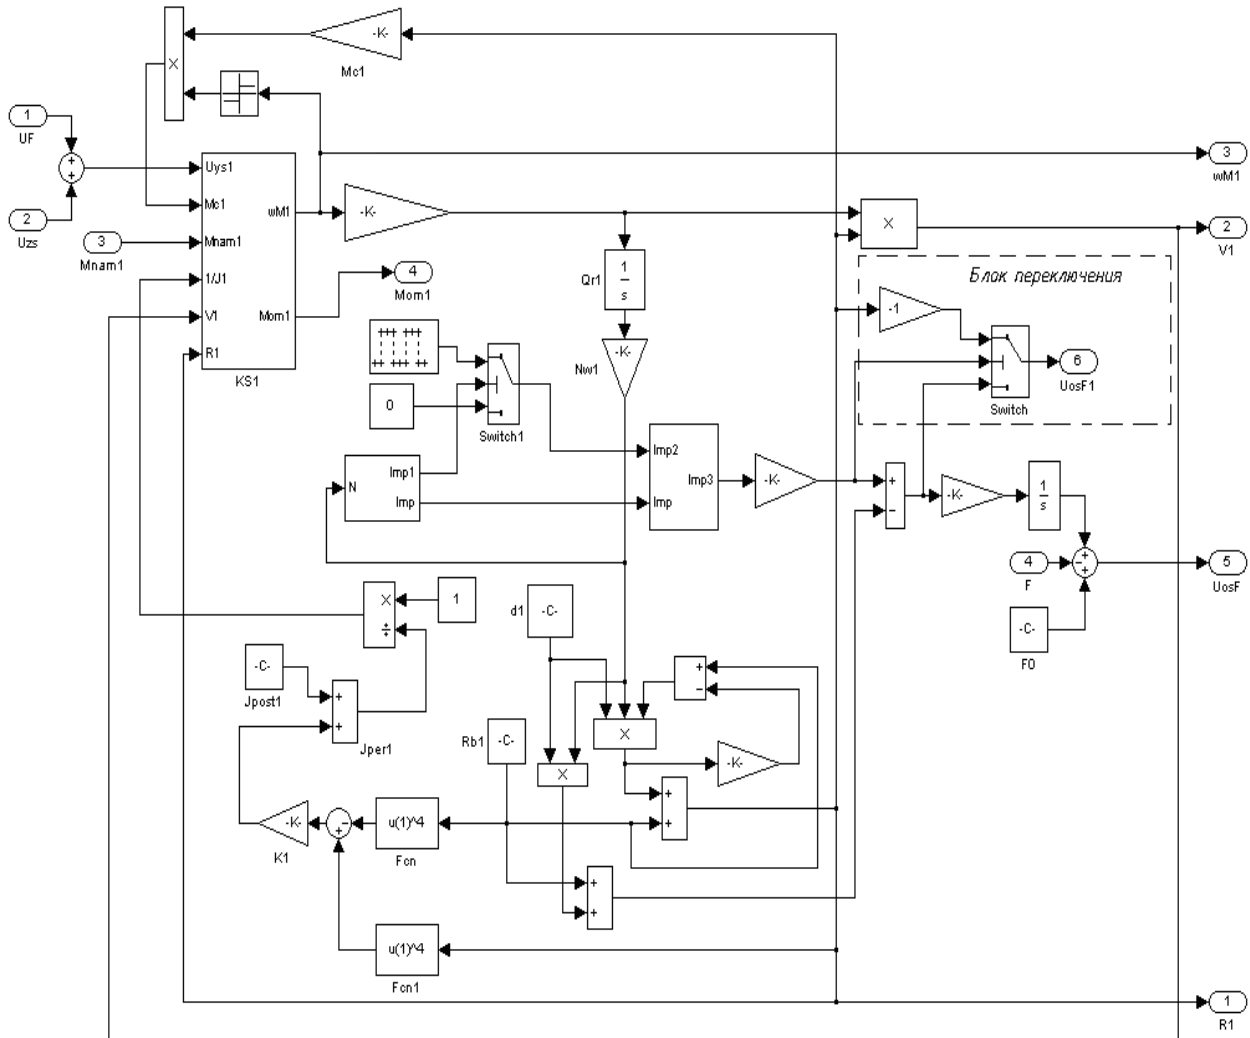 -K-
Mc1
X
1
UF
+
+
2
Uzs
3
Mnam1
Uys1
Mc1
Mnam1
1/J1
V1
R1
wM1
Mom1
KS1
-K-
4
Mom1
X
3
wM1
2
V1
Qr1
1
s
Nw1
-K-
Блок переключения
-1
Switch
6
UosF1
0
Switch1
N
Imp1
Imp
Imp2
Imp
Imp3
-K-
+
-
-K-
1
s
4
F
-
+
+
-C-
F0
5
UosF
X
÷
1
d1
-C-
-C-
Jpost1
+
+
Jper1
Rb1
-C-
+
-
X
X
-K-
+
+
-K-
K1
-
+
u(1)^4
Fcn
+
+
u(1)^4
Fcn1
1
R1